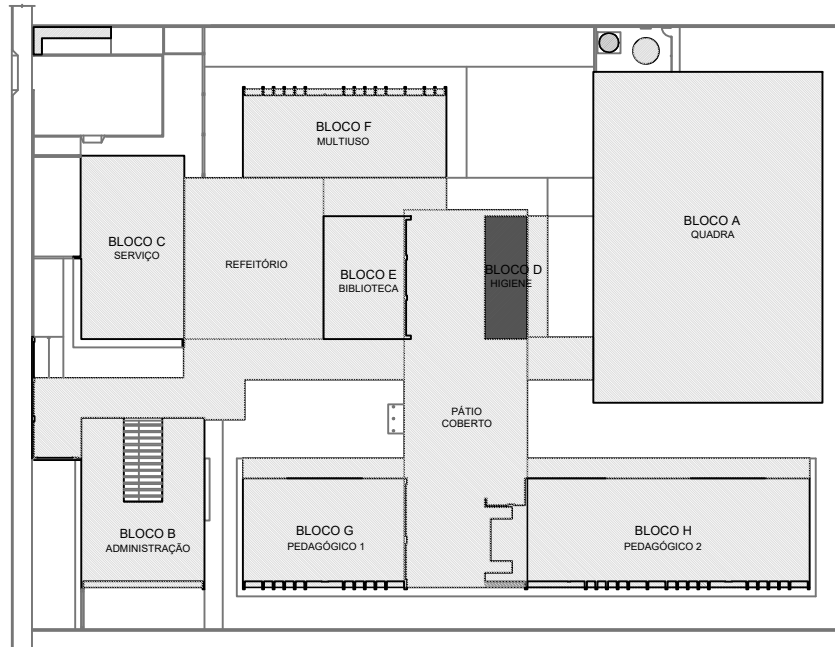 BLOCO F
MULTIUSO
BLOCO A
QUADRA
BLOCO C
SERVIÇO
REFEITÓRIO
BLOCO E
BIBLIOTECA
BLOCO D
HIGIENE
PÁTIO
COBERTO
BLOCO B
ADMINISTRAÇÃO
BLOCO G
PEDAGÓGICO 1
BLOCO H
PEDAGÓGICO 2